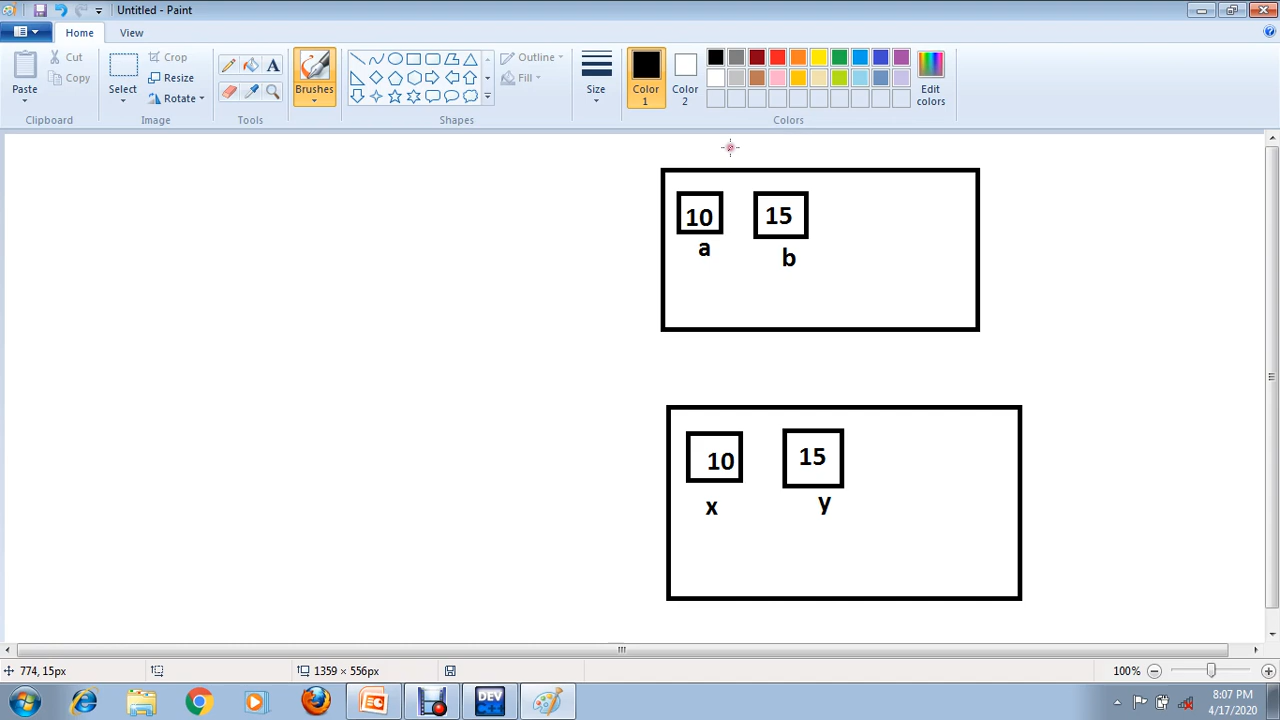 Untitled - Paint
Home View
Paste
Cut
Copy
Select
Crop
Resize
Rotate
Brushes
Outline
Fill
Size
Color
1
Color
2
Edit
colors
Clipboard Image Tools Shapes Colors
10 15
a b
10 15
x y
774, 15px 1359 × 556px 100%
DEV
C++
8:07 PM
4/17/2020